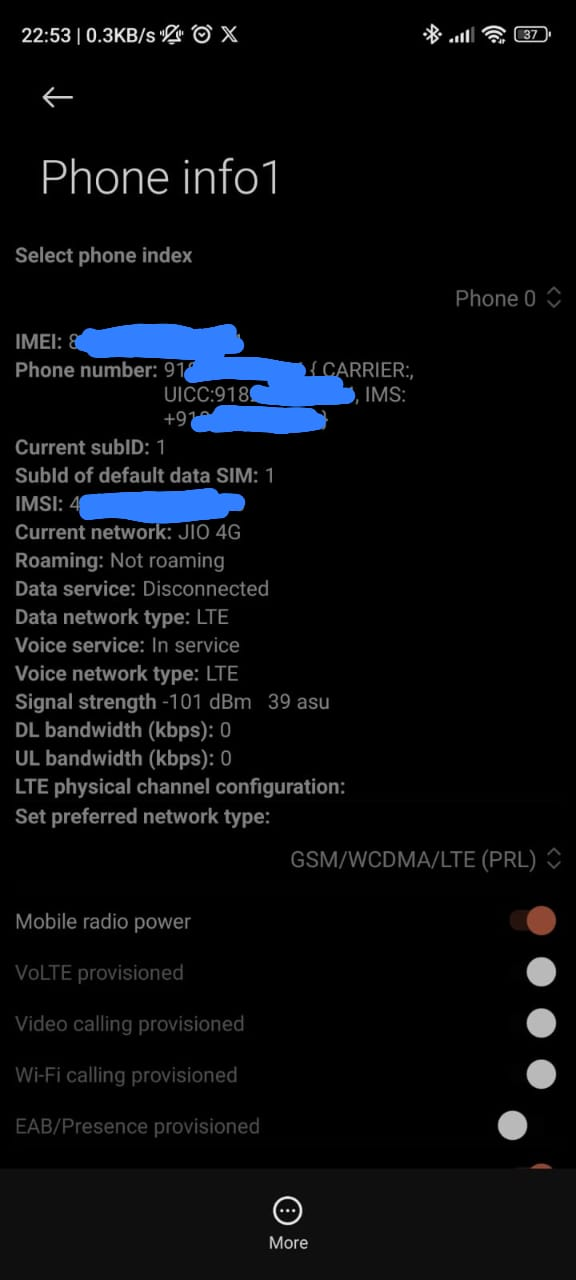 22:53 | 0.3KB/s
37
Phone info1
Select phone index
Phone 0
IMEI: 8
Phone number: 91 { CARRIER:,
UICC:918 , IMS:
+91 }
Current subID: 1
SubId of default data SIM: 1
IMSI: 4
Current network: JIO 4G
Roaming: Not roaming
Data service: Disconnected
Data network type: LTE
Voice service: In service
Voice network type: LTE
Signal strength -101 dBm 39 asu
DL bandwidth (kbps): 0
UL bandwidth (kbps): 0
LTE physical channel configuration:
Set preferred network type:
GSM/WCDMA/LTE (PRL)
Mobile radio power
VoLTE provisioned
Video calling provisioned
Wi-Fi calling provisioned
EAB/Presence provisioned
More